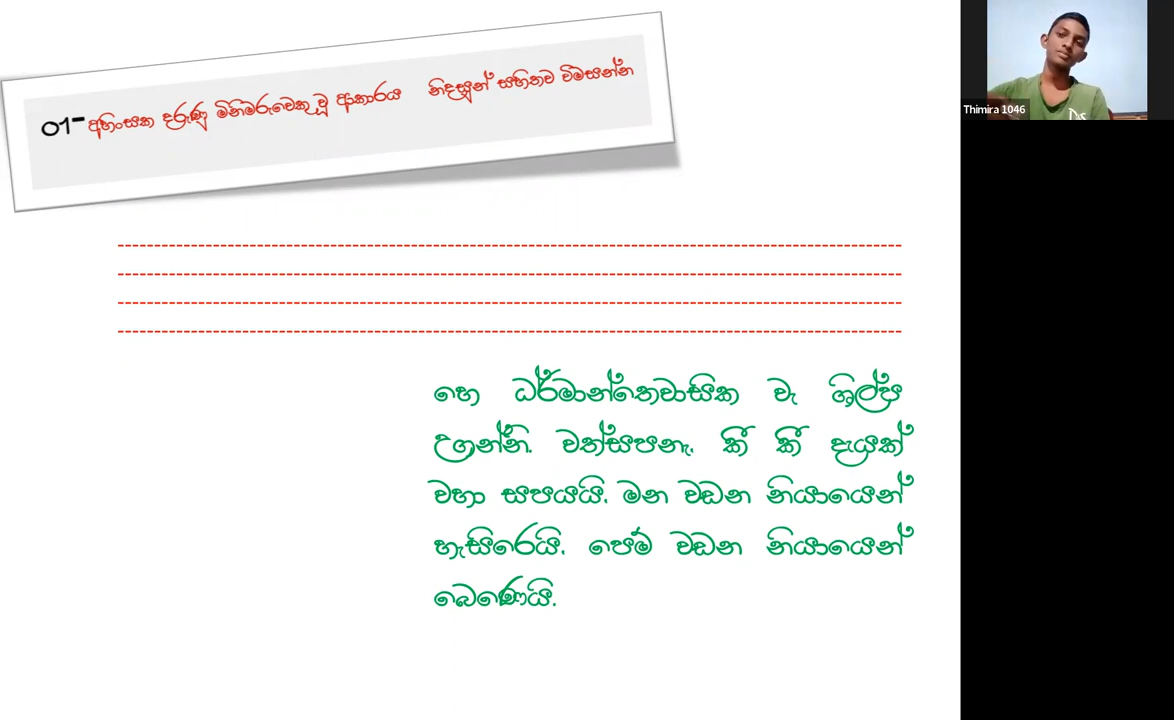 01- අහිංසක දරුණු මිනිමරුවෙකු වූ ආකාරය නිදසුන් සහිතව විමසන්න
Thimira 1046
හෙ ධර්මාන්තෙවාසික වැ ශිල්ප
උගන්නි. වත්සපනැ. කී කී දැයක්
වහා සපයයි. මන වඩන නියායෙන්
හැසිරෙයි. පෙම් වඩන නියායෙන්
බෙණෙයි.